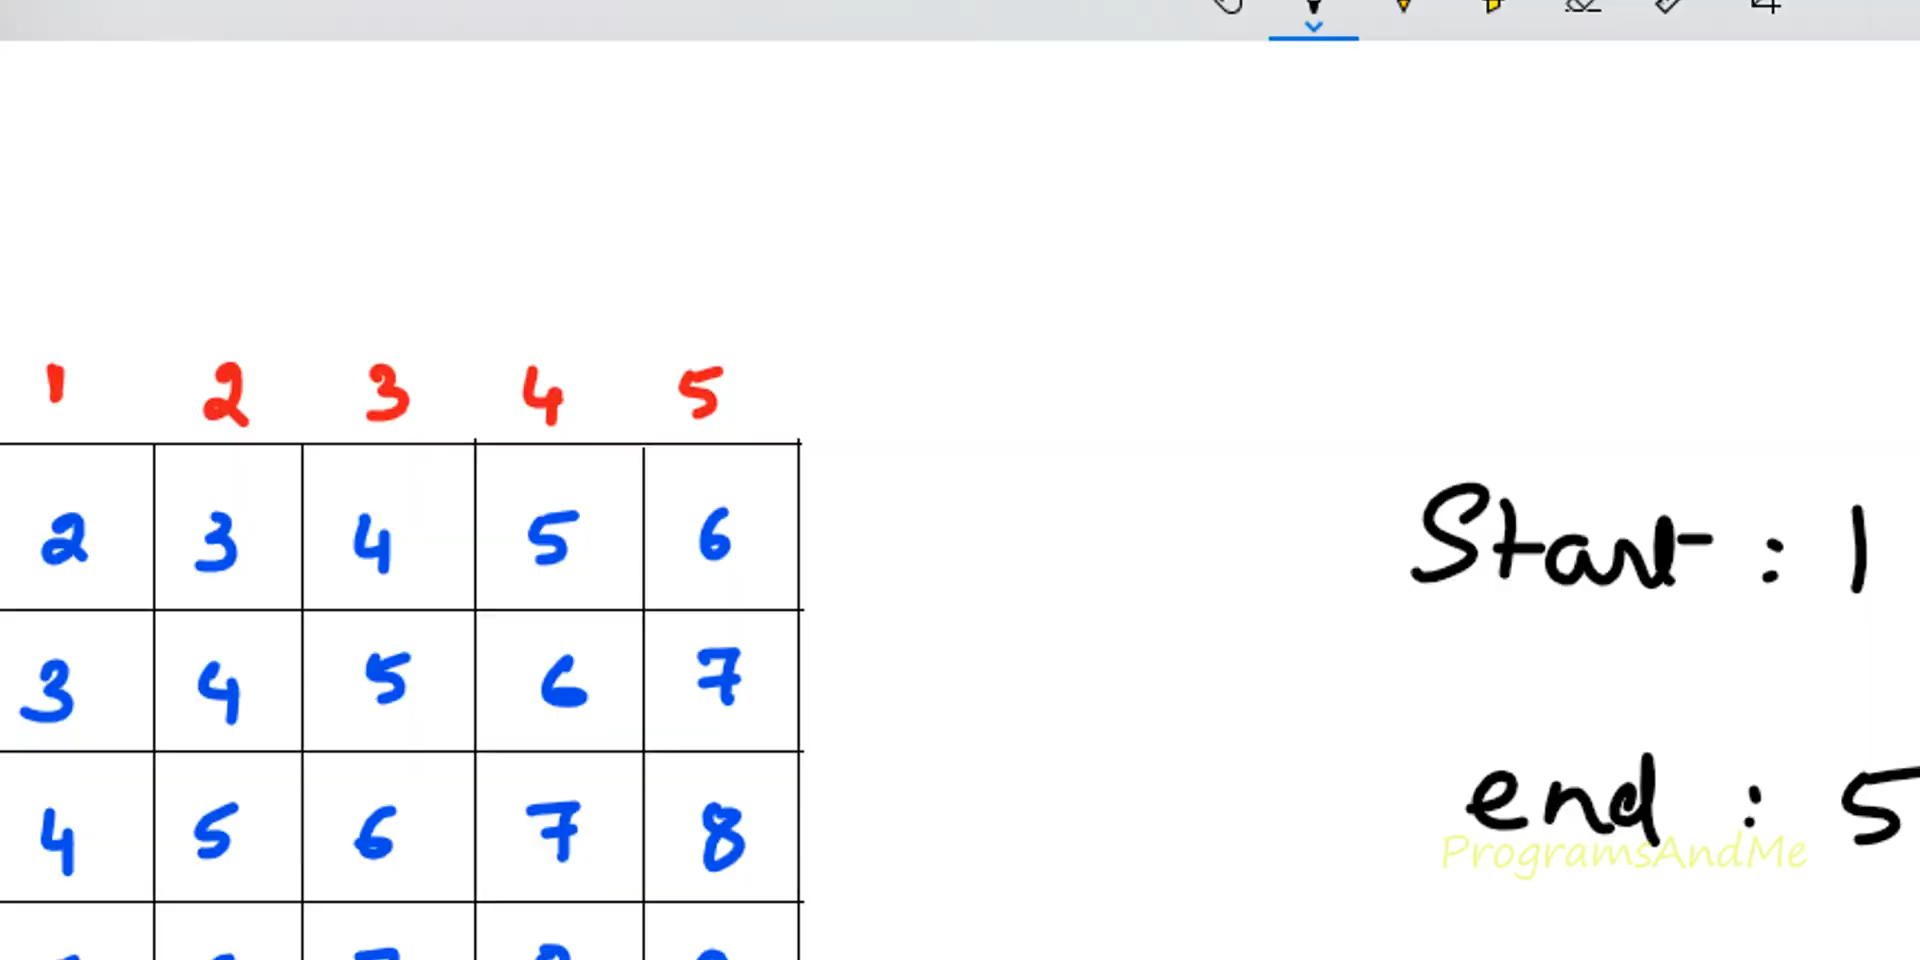 1 2 3 4 5
2 3 4 5 6
Start : 1
3 4 5 6 7
4 5 6 7 8
end : 5
ProgramsAndMe